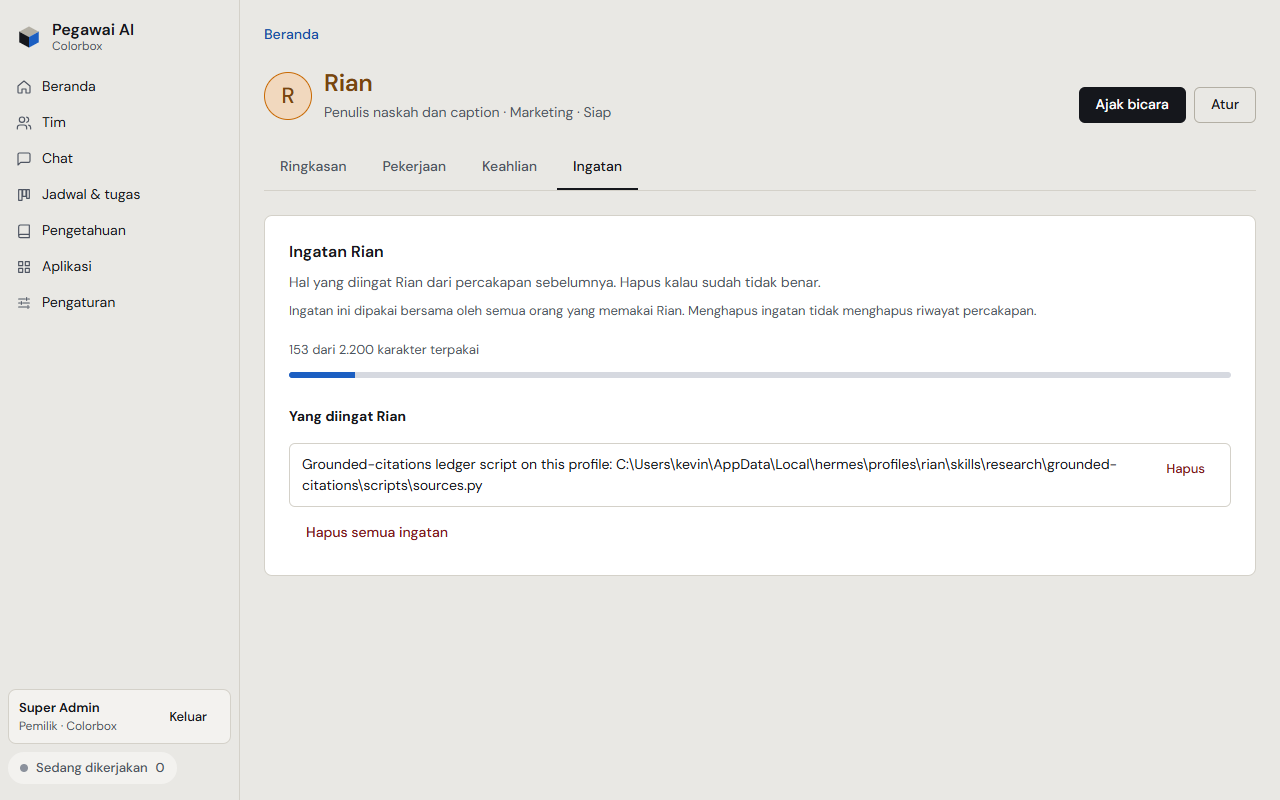 Pegawai AI
Colorbox
Beranda
Tim
Chat
Jadwal & tugas
Pengetahuan
Aplikasi
Pengaturan
Super Admin
Pemilik · Colorbox
Keluar
Sedang dikerjakan 0
Beranda
R
Rian
Penulis naskah dan caption · Marketing · Siap
Ajak bicara
Atur
Ringkasan
Pekerjaan
Keahlian
Ingatan
Ingatan Rian
Hal yang diingat Rian dari percakapan sebelumnya. Hapus kalau sudah tidak benar.
Ingatan ini dipakai bersama oleh semua orang yang memakai Rian. Menghapus ingatan tidak menghapus riwayat percakapan.
153 dari 2.200 karakter terpakai
Yang diingat Rian
Grounded-citations ledger script on this profile: C:\Users\kevin\AppData\Local\hermes\profiles\rian\skills\research\grounded-
citations\scripts\sources.py
Hapus
Hapus semua ingatan